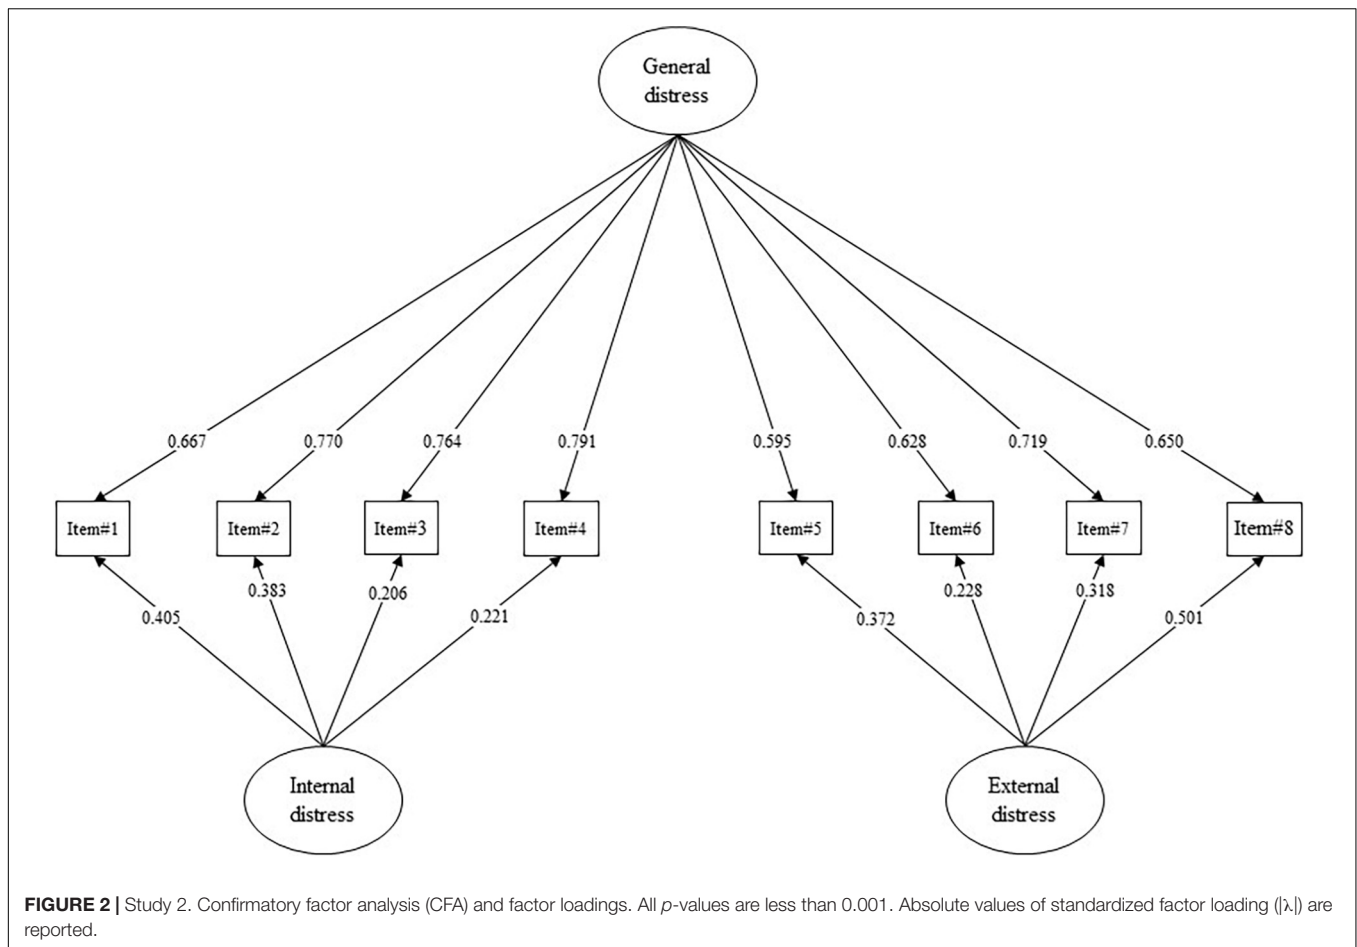 General
distress
0.667
0.770
0.764
0.791
0.595
0.628
0.719
0.650
Item#1
Item#2
Item#3
Item#4
Item#5
Item#6
Item#7
Item#8
0.405
0.383
0.206
0.221
0.372
0.228
0.318
0.501
Internal
distress
External
distress
FIGURE 2 | Study 2. Confirmatory factor analysis (CFA) and factor loadings. All p-values are less than 0.001. Absolute values of standardized factor loading (|λ|) are
reported.